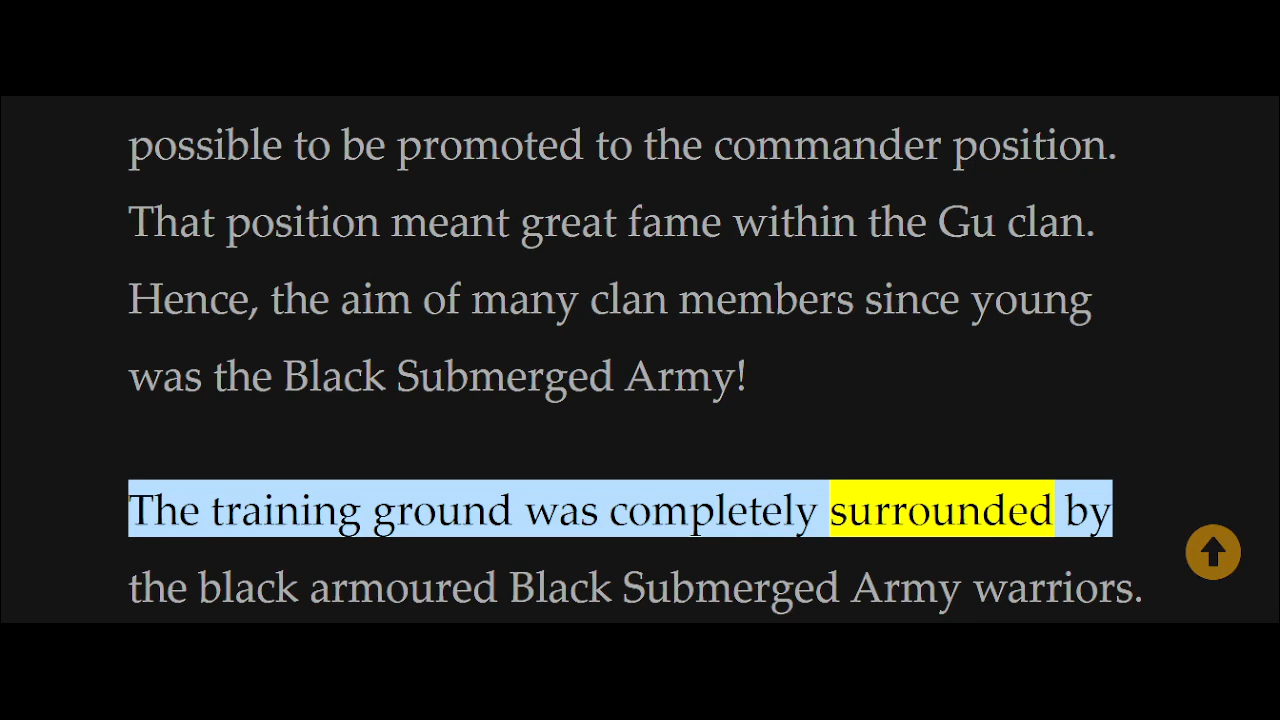 possible to be promoted to the commander position.
That position meant great fame within the Gu clan.
Hence, the aim of many clan members since young
was the Black Submerged Army!
The training ground was completely surrounded by
the black armoured Black Submerged Army warriors.